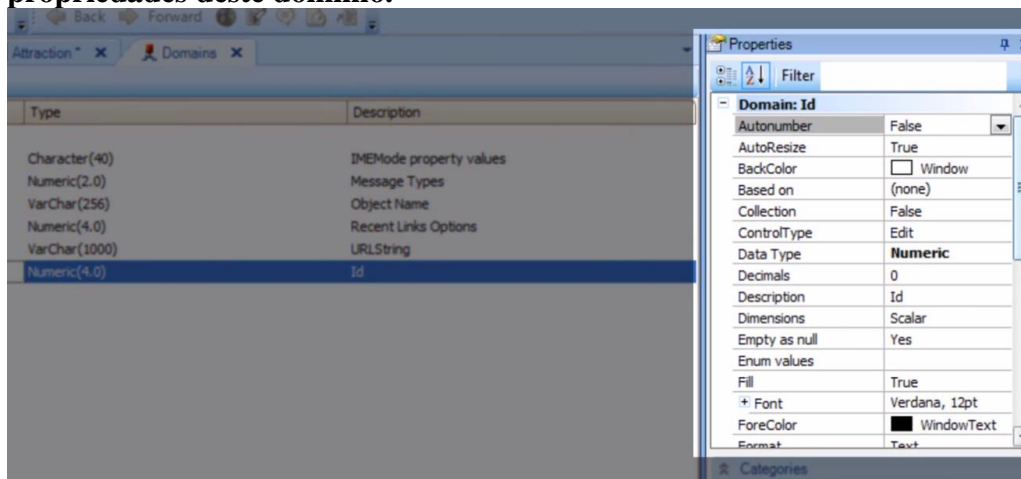 propriedades deste domínio.
Back Forward
Attraction* X Domains X
Type Description
Character(40) IMEMode property values
Numeric(2.0) Message Types
VarChar(256) Object Name
Numeric(4.0) Recent Links Options
VarChar(1000) URLString
Numeric(4.0) Id
Properties
Filter
Domain: Id
Autonumber False
AutoResize True
BackColor Window
Based on (none)
Collection False
ControlType Edit
Data Type Numeric
Decimals 0
Description Id
Dimensions Scalar
Empty as null Yes
Enum values
Fill True
Font Verdana, 12pt
ForeColor WindowText
Format Text
Categories